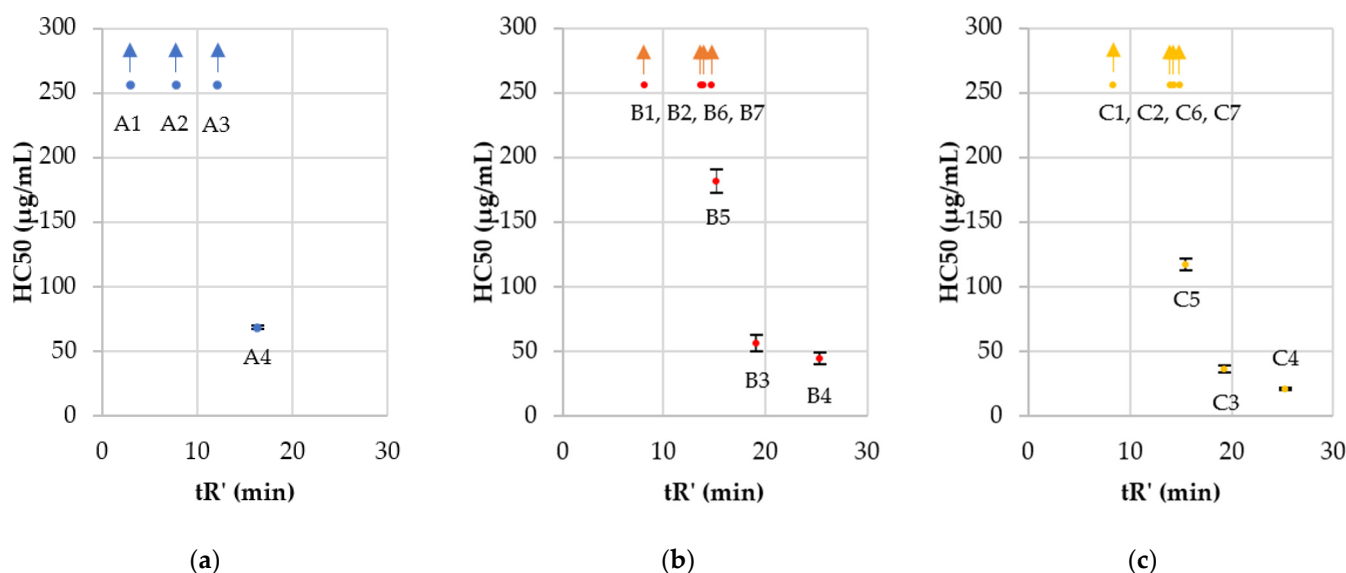 300
250
200
150
100
50
0
HC50 (µg/mL)
A1 A2 A3
A4
0 10 20 30
tR' (min)
(a)
300
250
200
150
100
50
0
HC50 (µg/mL)
B1, B2, B6, B7
B5
B3
B4
0 10 20 30
tR' (min)
(b)
300
250
200
150
100
50
0
HC50 (µg/mL)
C1, C2, C6, C7
C5
C4
C3
0 10 20 30
tR' (min)
(c)